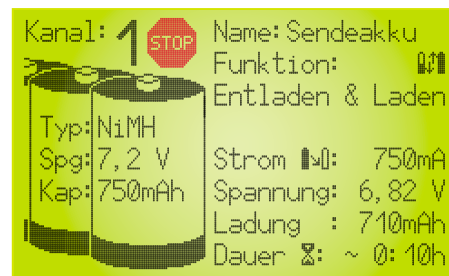 Kanal: 1 STOP
Name: Sendeakku
Funktion:
Entladen & Laden
Typ: NiMH
Spg: 7,2 V
Kap: 750mAh
Strom : 750mA
Spannung: 6,82 V
Ladung : 710mAh
Dauer : ~ 0:10h